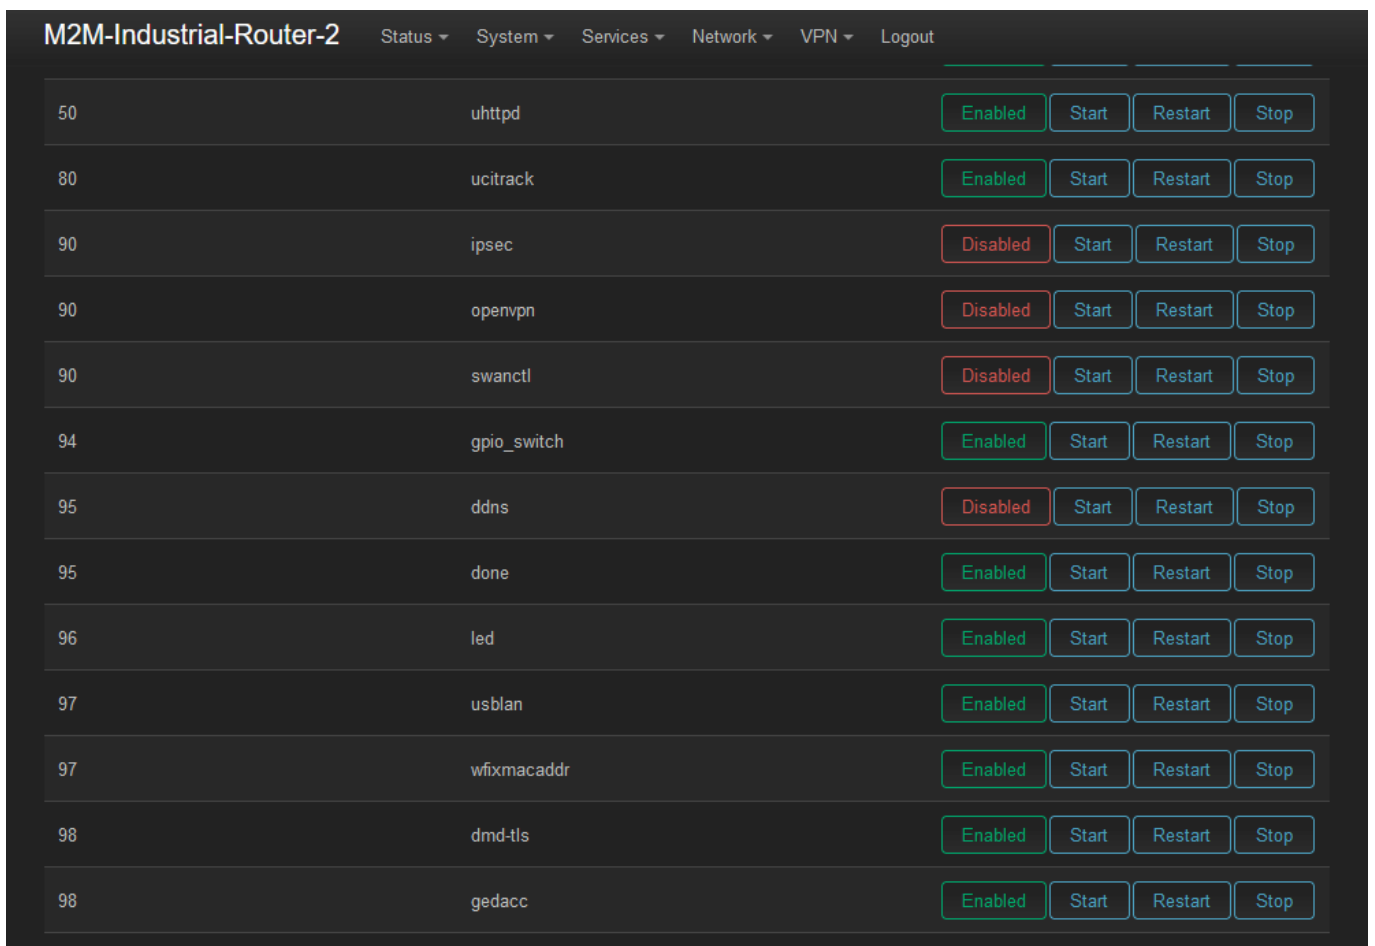 M2M-Industrial-Router-2 Status System Services Network VPN Logout
50 uhttpd Enabled Start Restart Stop
80 ucitrack Enabled Start Restart Stop
90 ipsec Disabled Start Restart Stop
90 openvpn Disabled Start Restart Stop
90 swanctl Disabled Start Restart Stop
94 gpio_switch Enabled Start Restart Stop
95 ddns Disabled Start Restart Stop
95 done Enabled Start Restart Stop
96 led Enabled Start Restart Stop
97 usblan Enabled Start Restart Stop
97 wfixmacaddr Enabled Start Restart Stop
98 dmd-tls Enabled Start Restart Stop
98 gedacc Enabled Start Restart Stop